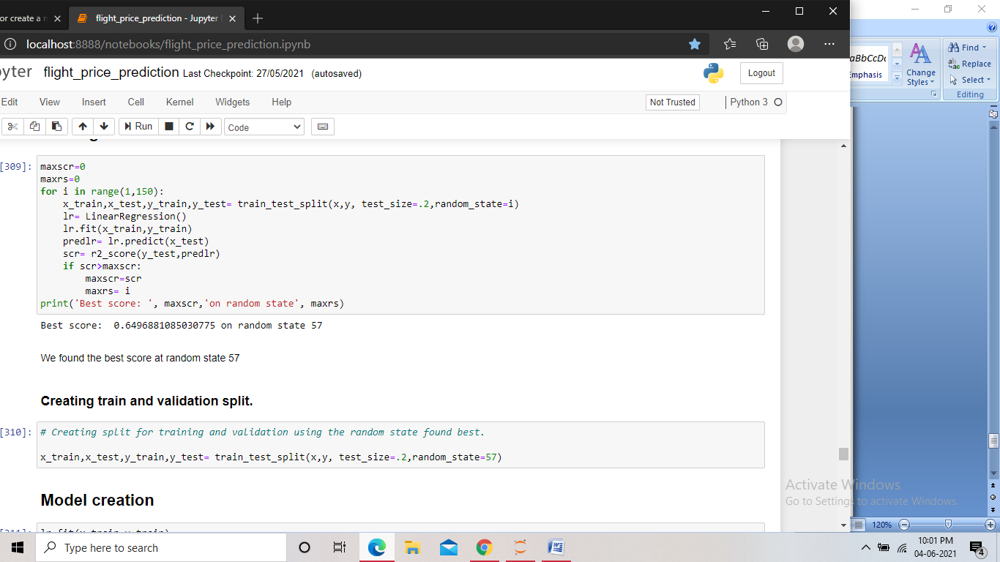 or create a n
flight_price_prediction - Jupyter
localhost:8888/notebooks/flight_price_prediction.ipynb
yter flight_price_prediction Last Checkpoint: 27/05/2021 (autosaved)
Logout
Edit View Insert Cell Kernel Widgets Help
Not Trusted
Python 3
Run
Code
[309]:
maxscr=0
maxrs=0
for i in range(1,150):
    x_train,x_test,y_train,y_test= train_test_split(x,y, test_size=.2,random_state=i)
    lr= LinearRegression()
    lr.fit(x_train,y_train)
    predlr= lr.predict(x_test)
    scr= r2_score(y_test,predlr)
    if scr>maxscr:
        maxscr=scr
        maxrs= i
print('Best score: ', maxscr,'on random state', maxrs)
Best score:  0.6496881085030775 on random state 57
We found the best score at random state 57
Creating train and validation split.
[310]:
# Creating split for training and validation using the random state found best.
x_train,x_test,y_train,y_test= train_test_split(x,y, test_size=.2,random_state=57)
Model creation
aBbCcDc
Emphasis
Change
Styles
Find
Replace
Select
Editing
Activate Windows
Go to Settings to activate Windows.
120%
Type here to search
10:01 PM
04-06-2021
4